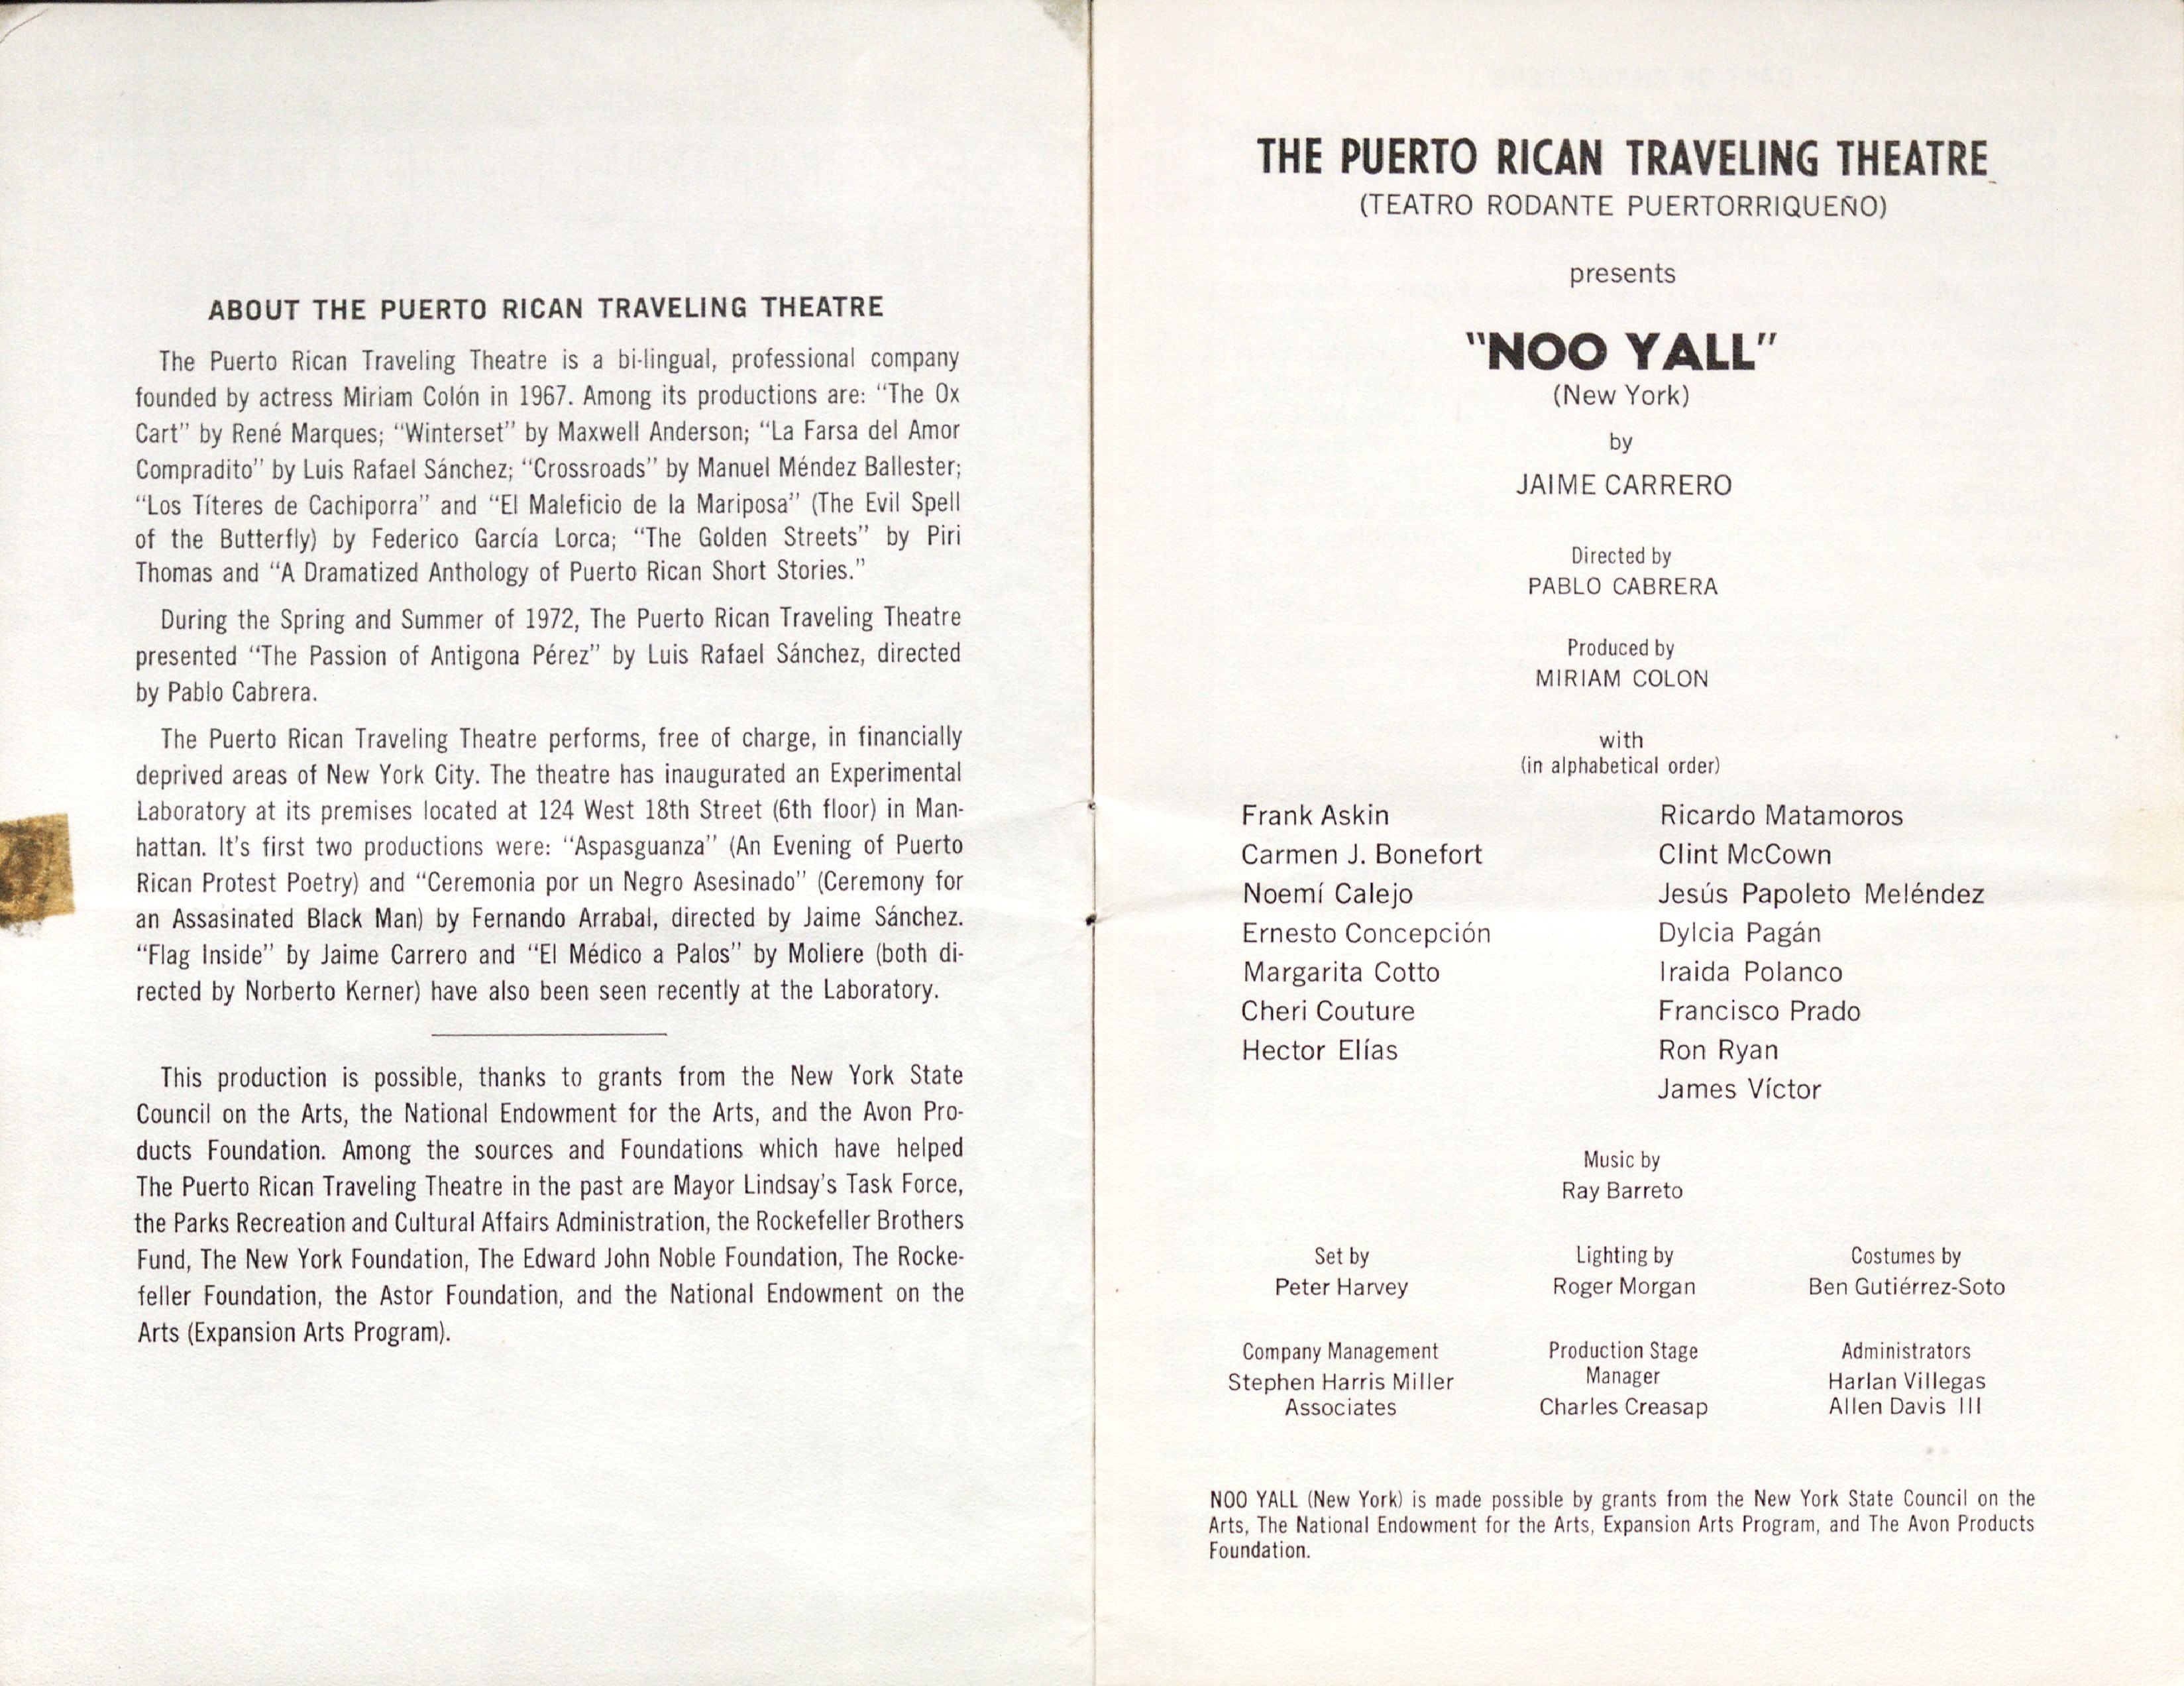 ABOUT THE PUERTO RICAN TRAVELING THEATRE
The Puerto Rican Traveling Theatre is a bi-lingual, professional company
founded by actress Miriam Colón in 1967. Among its productions are: “The Ox
Cart” by René Marques; “Winterset” by Maxwell Anderson; “La Farsa del Amor
Compradito” by Luis Rafael Sánchez; “Crossroads” by Manuel Méndez Ballester;
“Los Títeres de Cachiporra” and “El Maleficio de la Mariposa” (The Evil Spell
of the Butterfly) by Federico García Lorca; “The Golden Streets” by Piri
Thomas and “A Dramatized Anthology of Puerto Rican Short Stories.”
During the Spring and Summer of 1972, The Puerto Rican Traveling Theatre
presented “The Passion of Antigona Pérez” by Luis Rafael Sánchez, directed
by Pablo Cabrera.
The Puerto Rican Traveling Theatre performs, free of charge, in financially
deprived areas of New York City. The theatre has inaugurated an Experimental
Laboratory at its premises located at 124 West 18th Street (6th floor) in Man-
hattan. It's first two productions were: “Aspasguanza” (An Evening of Puerto
Rican Protest Poetry) and “Ceremonia por un Negro Asesinado” (Ceremony for
an Assasinated Black Man) by Fernando Arrabal, directed by Jaime Sánchez.
“Flag Inside” by Jaime Carrero and “El Médico a Palos” by Moliere (both di-
rected by Norberto Kerner) have also been seen recently at the Laboratory.
This production is possible, thanks to grants from the New York State
Council on the Arts, the National Endowment for the Arts, and the Avon Pro-
ducts Foundation. Among the sources and Foundations which have helped
The Puerto Rican Traveling Theatre in the past are Mayor Lindsay's Task Force,
the Parks Recreation and Cultural Affairs Administration, the Rockefeller Brothers
Fund, The New York Foundation, The Edward John Noble Foundation, The Rocke-
feller Foundation, the Astor Foundation, and the National Endowment on the
Arts (Expansion Arts Program).
THE PUERTO RICAN TRAVELING THEATRE
(TEATRO RODANTE PUERTORRIQUEÑO)
presents
"NOO YALL"
(New York)
by
JAIME CARRERO
Directed by
PABLO CABRERA
Produced by
MIRIAM COLON
with
(in alphabetical order)
Frank Askin
Carmen J. Bonefort
Noemí Calejo
Ernesto Concepción
Margarita Cotto
Cheri Couture
Hector Elías
Ricardo Matamoros
Clint McCown
Jesús Papoleto Meléndez
Dylcia Pagán
Iraida Polanco
Francisco Prado
Ron Ryan
James Víctor
Music by
Ray Barreto
Set by
Peter Harvey
Lighting by
Roger Morgan
Costumes by
Ben Gutiérrez-Soto
Company Management
Stephen Harris Miller
Associates
Production Stage
Manager
Charles Creasap
Administrators
Harlan Villegas
Allen Davis III
NOO YALL (New York) is made possible by grants from the New York State Council on the
Arts, The National Endowment for the Arts, Expansion Arts Program, and The Avon Products
Foundation.